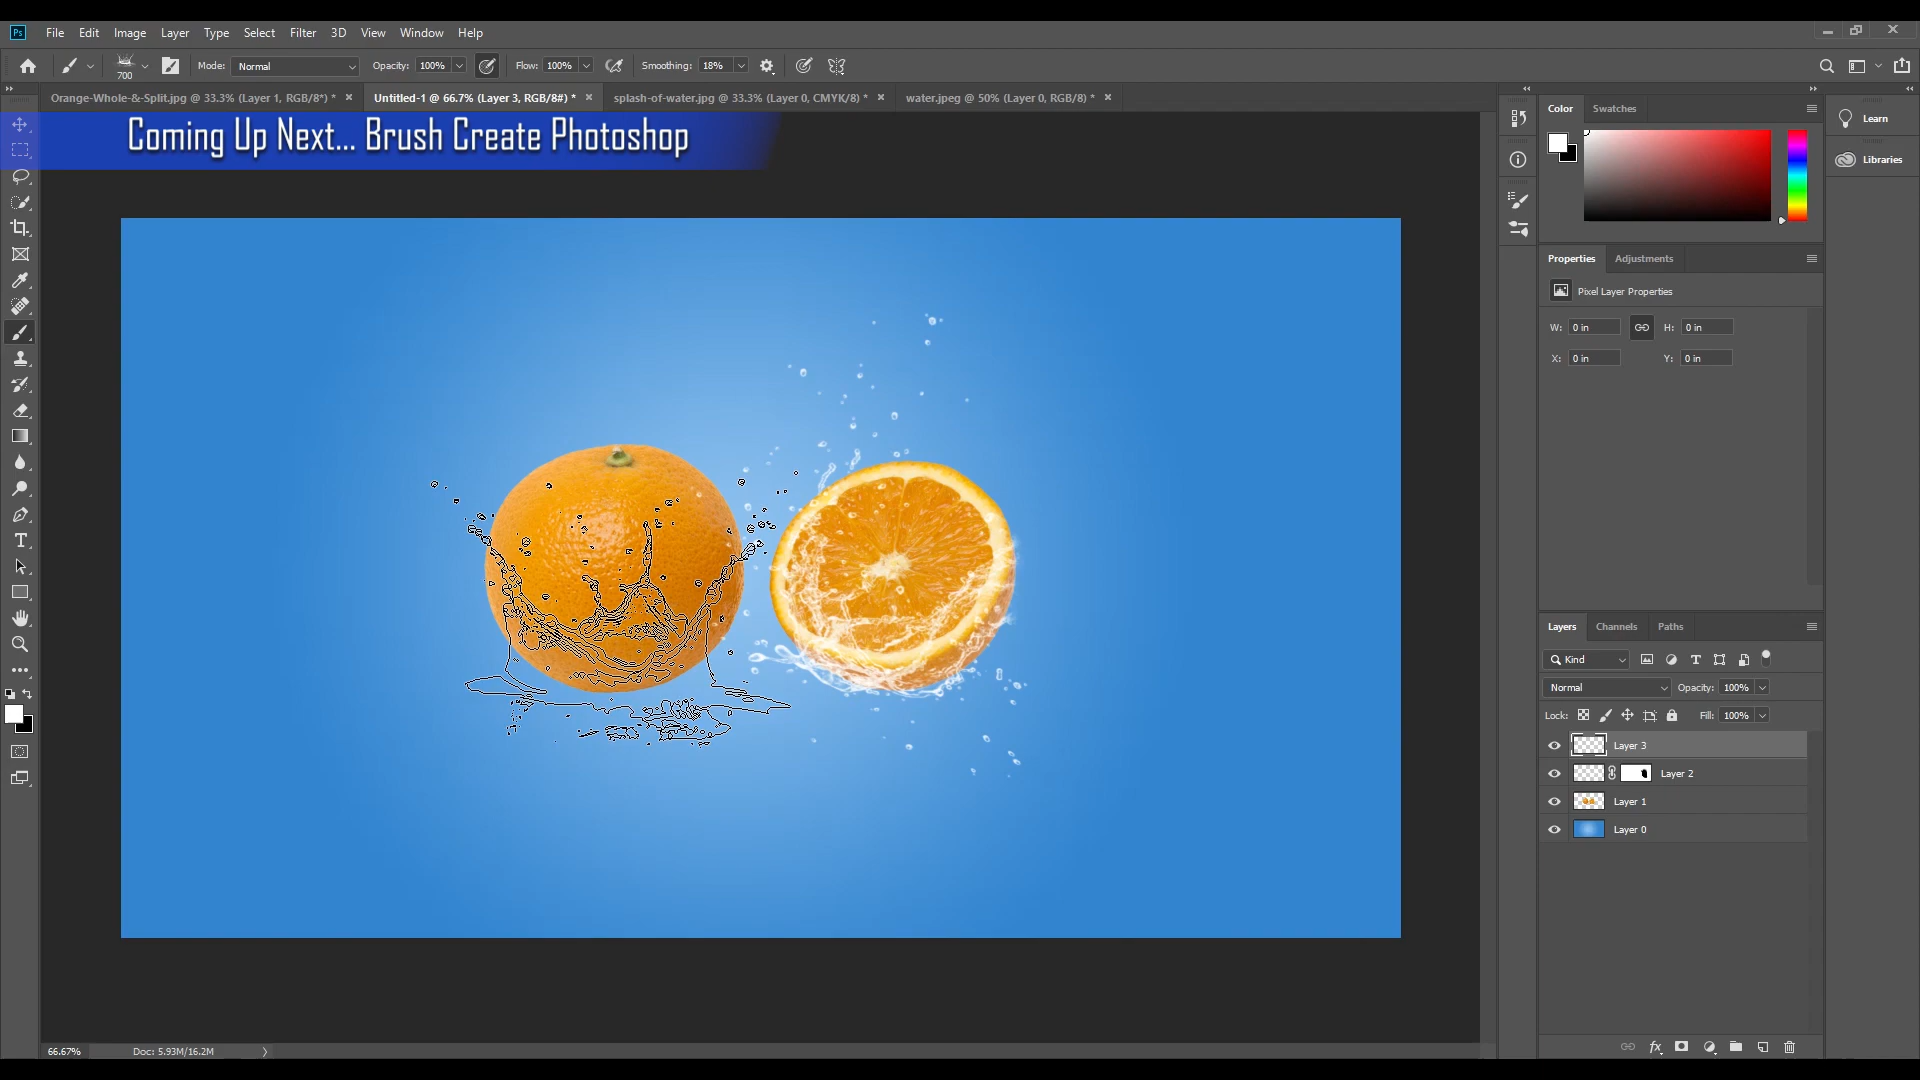 Ps File Edit Image Layer Type Select Filter 3D View Window Help
700 Mode: Normal Opacity: 100% Flow: 100% Smoothing: 18%
Orange-Whole-&-Split.jpg @ 33.3% (Layer 1, RGB/8*) * Untitled-1 @ 66.7% (Layer 3, RGB/8#) * splash-of-water.jpg @ 33.3% (Layer 0, CMYK/8) * water.jpeg @ 50% (Layer 0, RGB/8) *
Coming Up Next... Brush Create Photoshop
Color Swatches
Learn
Libraries
Properties Adjustments
Pixel Layer Properties
W: 0 in H: 0 in
X: 0 in Y: 0 in
Layers Channels Paths
Kind
Normal Opacity: 100%
Lock: Fill: 100%
Layer 3
Layer 2
Layer 1
Layer 0
fx
66.67% Doc: 5.93M/16.2M